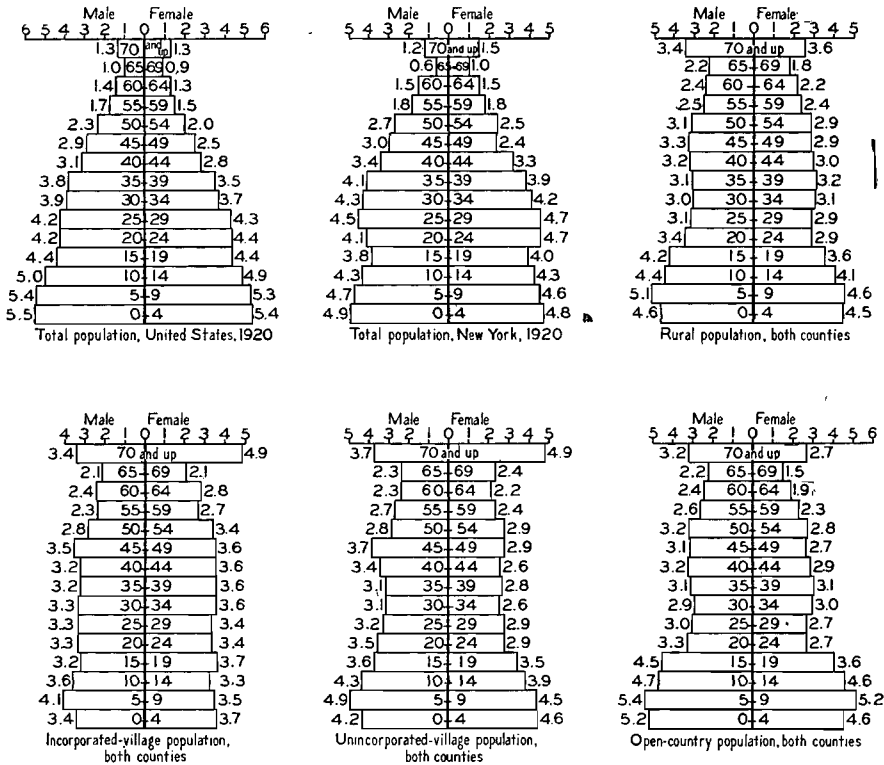 Male Female
6 5 4 3 2 1 0 1 2 3 4 5
1.3 70 and up 1.3
1.0 65 69 0.9
1.4 60 64 1.3
1.7 55 59 1.5
2.3 50 54 2.0
2.9 45 49 2.5
3.1 40 44 2.8
3.8 35 39 3.5
3.9 30 34 3.7
4.2 25 29 4.3
4.2 20 24 4.4
4.4 15 19 4.4
5.0 10 14 4.9
5.4 5 9 5.3
5.5 0 4 5.4
Total population, United States, 1920
Male Female
5 4 3 2 1 0 1 2 3 4 5
1.2 70 and up 1.5
0.6 65 69 1.0
1.5 60 64 1.5
1.8 55 59 1.8
2.7 50 54 2.5
3.0 45 49 2.4
3.4 40 44 3.3
4.1 35 39 3.9
4.3 30 34 4.2
4.5 25 29 4.7
4.1 20 24 4.7
3.8 15 19 4.0
4.3 10 14 4.3
4.7 5 9 4.6
4.9 0 4 4.8
Total population, New York, 1920
Male Female
5 4 3 2 1 0 1 2 3 4 5
3.4 70 and up 3.6
2.2 65 69 1.8
2.4 60 64 2.2
2.5 55 59 2.4
3.1 50 54 2.9
3.3 45 49 2.9
3.2 40 44 3.0
3.1 35 39 3.2
3.0 30 34 3.1
3.1 25 29 2.9
3.4 20 24 2.9
4.2 15 19 3.6
4.4 10 14 4.1
5.1 5 9 4.6
4.6 0 4 4.5
Rural population, both counties
Male Female
4 3 2 1 0 1 2 3 4 5
3.4 70 and up 4.9
2.1 65 69 2.1
2.4 60 64 2.8
2.3 55 59 2.7
2.8 50 54 3.4
3.5 45 49 3.6
3.2 40 44 3.6
3.2 35 39 3.6
3.3 30 34 3.6
3.3 25 29 3.4
3.3 20 24 3.4
3.2 15 19 3.7
3.6 10 14 3.3
4.1 5 9 3.5
3.4 0 4 3.7
Incorporated-village population,
both counties
Male Female
5 4 3 2 1 0 1 2 3 4 5
3.7 70 and up 4.9
2.3 65 69 2.4
2.3 60 64 2.2
2.7 55 59 2.4
2.8 50 54 2.9
3.7 45 49 2.9
3.4 40 44 2.6
3.1 35 39 2.8
3.1 30 34 2.6
3.2 25 29 2.9
3.5 20 24 2.9
3.6 15 19 3.5
4.3 10 14 3.9
4.9 5 9 4.5
4.2 0 4 4.6
Unincorporated-village population,
both counties
Male Female
5 4 3 2 1 0 1 2 3 4 5 6
3.2 70 and up 2.7
2.2 65 69 1.5
2.4 60 64 1.9
2.6 55 59 2.3
3.2 50 54 2.8
3.1 45 49 2.7
3.2 40 44 2.9
3.1 35 39 3.1
2.9 30 34 3.0
3.0 25 29 2.7
3.3 20 24 2.7
4.5 15 19 3.6
4.7 10 14 4.6
5.4 5 9 5.2
5.2 0 4 4.6
Open-country population, both counties